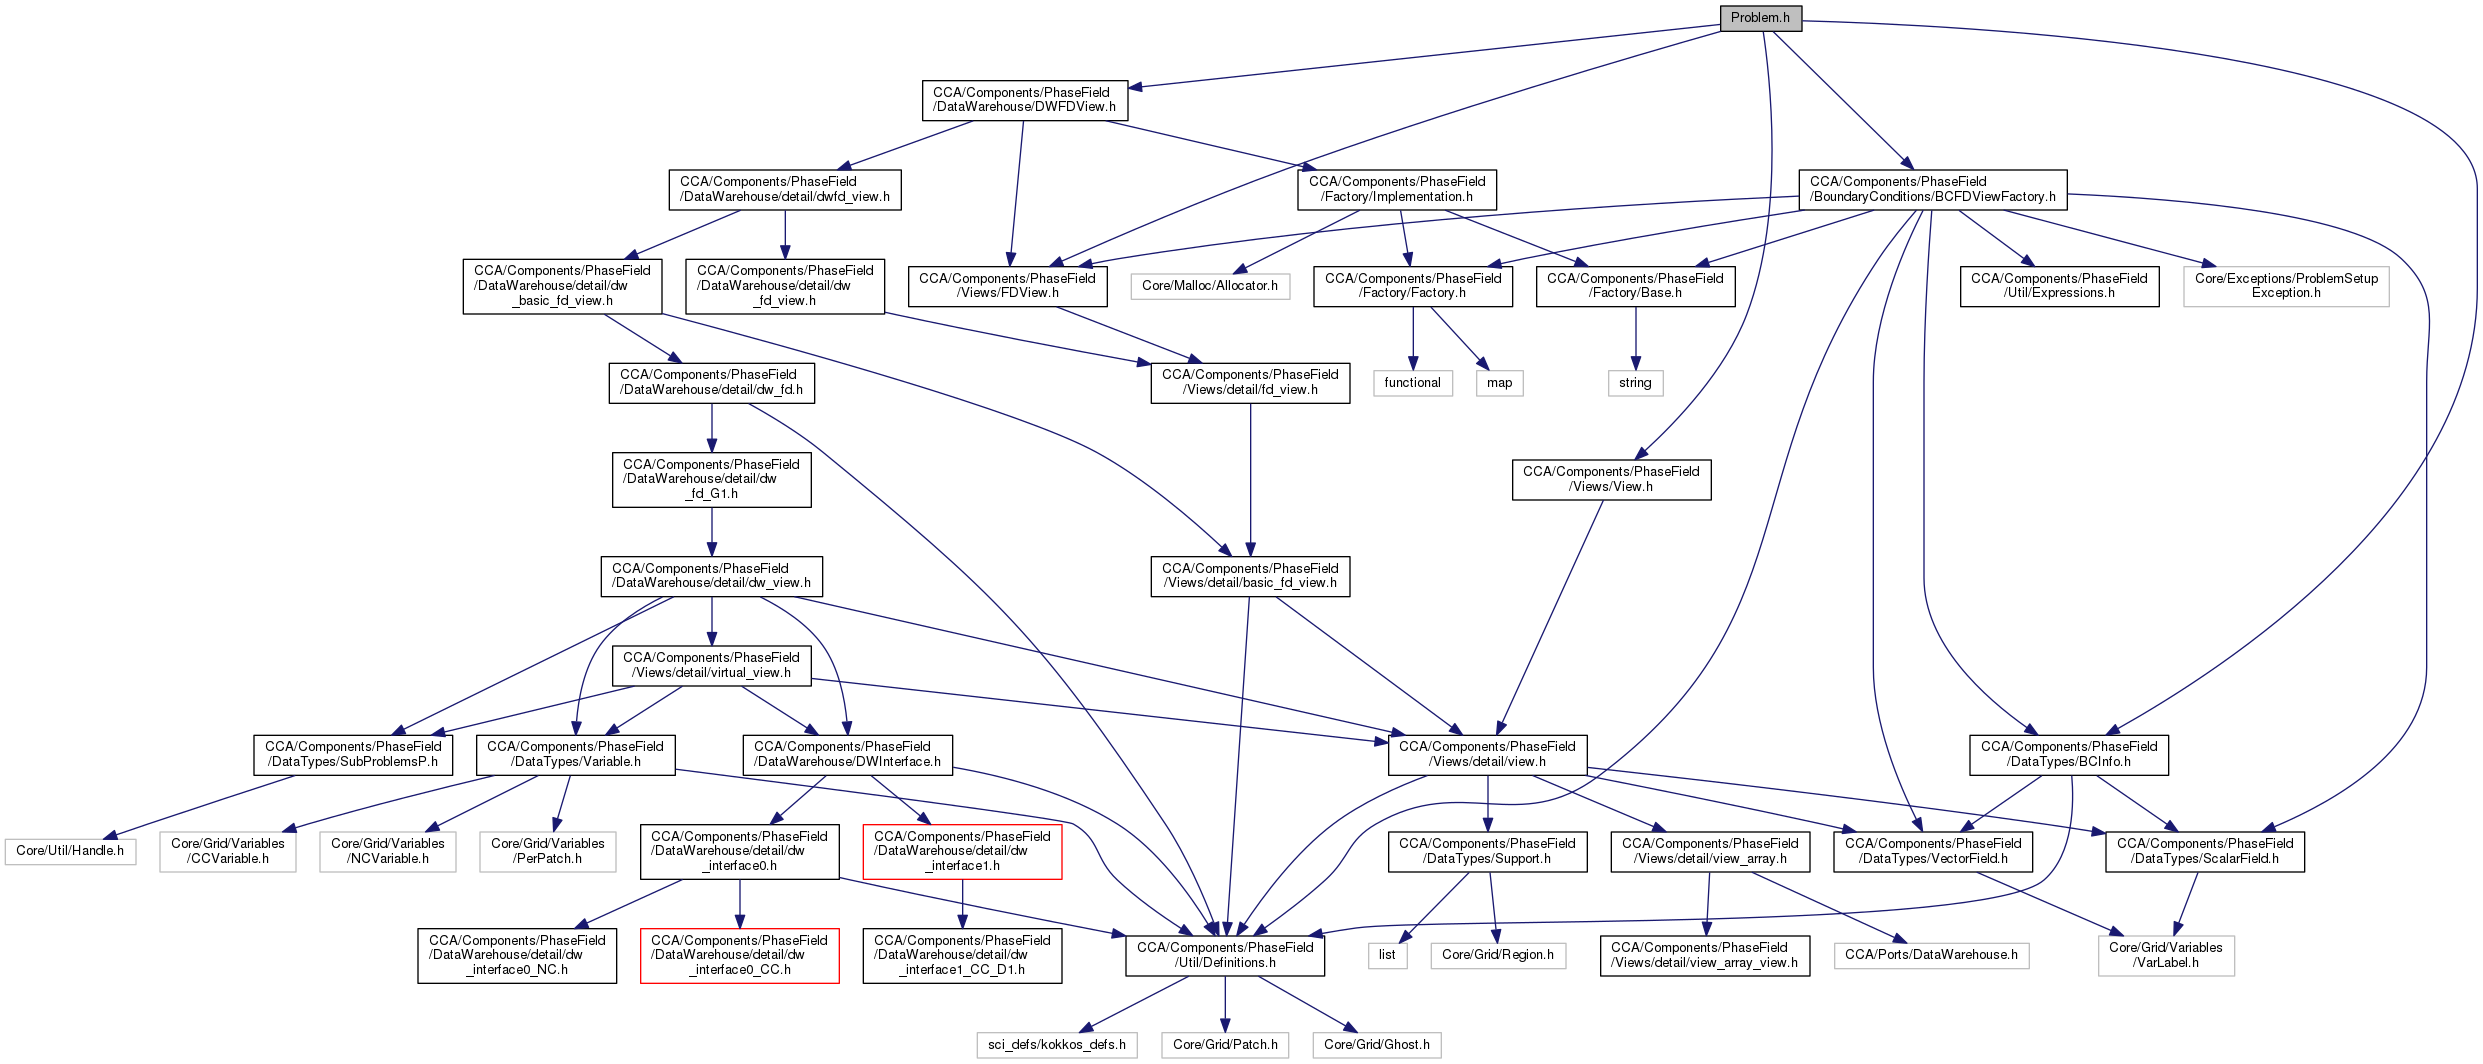 Problem.h
CCA/Components/PhaseField
/DataWarehouse/DWFDView.h
CCA/Components/PhaseField
/DataWarehouse/detail/dwfd_view.h
CCA/Components/PhaseField
/Factory/Implementation.h
CCA/Components/PhaseField
/BoundaryConditions/BCFDViewFactory.h
CCA/Components/PhaseField
/DataWarehouse/detail/dw
_basic_fd_view.h
CCA/Components/PhaseField
/DataWarehouse/detail/dw
_fd_view.h
CCA/Components/PhaseField
/Views/FDView.h
Core/Malloc/Allocator.h
CCA/Components/PhaseField
/Factory/Factory.h
CCA/Components/PhaseField
/Factory/Base.h
CCA/Components/PhaseField
/Util/Expressions.h
Core/Exceptions/ProblemSetup
Exception.h
CCA/Components/PhaseField
/DataWarehouse/detail/dw_fd.h
CCA/Components/PhaseField
/Views/detail/fd_view.h
functional
map
string
CCA/Components/PhaseField
/DataWarehouse/detail/dw
_fd_G1.h
CCA/Components/PhaseField
/Views/View.h
CCA/Components/PhaseField
/DataWarehouse/detail/dw_view.h
CCA/Components/PhaseField
/Views/detail/basic_fd_view.h
CCA/Components/PhaseField
/Views/detail/virtual_view.h
CCA/Components/PhaseField
/DataTypes/SubProblemsP.h
CCA/Components/PhaseField
/DataTypes/Variable.h
CCA/Components/PhaseField
/DataWarehouse/DWInterface.h
CCA/Components/PhaseField
/Views/detail/view.h
CCA/Components/PhaseField
/DataTypes/BCInfo.h
Core/Util/Handle.h
Core/Grid/Variables
/CCVariable.h
Core/Grid/Variables
/NCVariable.h
Core/Grid/Variables
/PerPatch.h
CCA/Components/PhaseField
/DataWarehouse/detail/dw
_interface0.h
CCA/Components/PhaseField
/DataWarehouse/detail/dw
_interface1.h
CCA/Components/PhaseField
/DataTypes/Support.h
CCA/Components/PhaseField
/Views/detail/view_array.h
CCA/Components/PhaseField
/DataTypes/VectorField.h
CCA/Components/PhaseField
/DataTypes/ScalarField.h
CCA/Components/PhaseField
/DataWarehouse/detail/dw
_interface0_NC.h
CCA/Components/PhaseField
/DataWarehouse/detail/dw
_interface0_CC.h
CCA/Components/PhaseField
/DataWarehouse/detail/dw
_interface1_CC_D1.h
CCA/Components/PhaseField
/Util/Definitions.h
list
Core/Grid/Region.h
CCA/Components/PhaseField
/Views/detail/view_array_view.h
CCA/Ports/DataWarehouse.h
Core/Grid/Variables
/VarLabel.h
sci_defs/kokkos_defs.h
Core/Grid/Patch.h
Core/Grid/Ghost.h